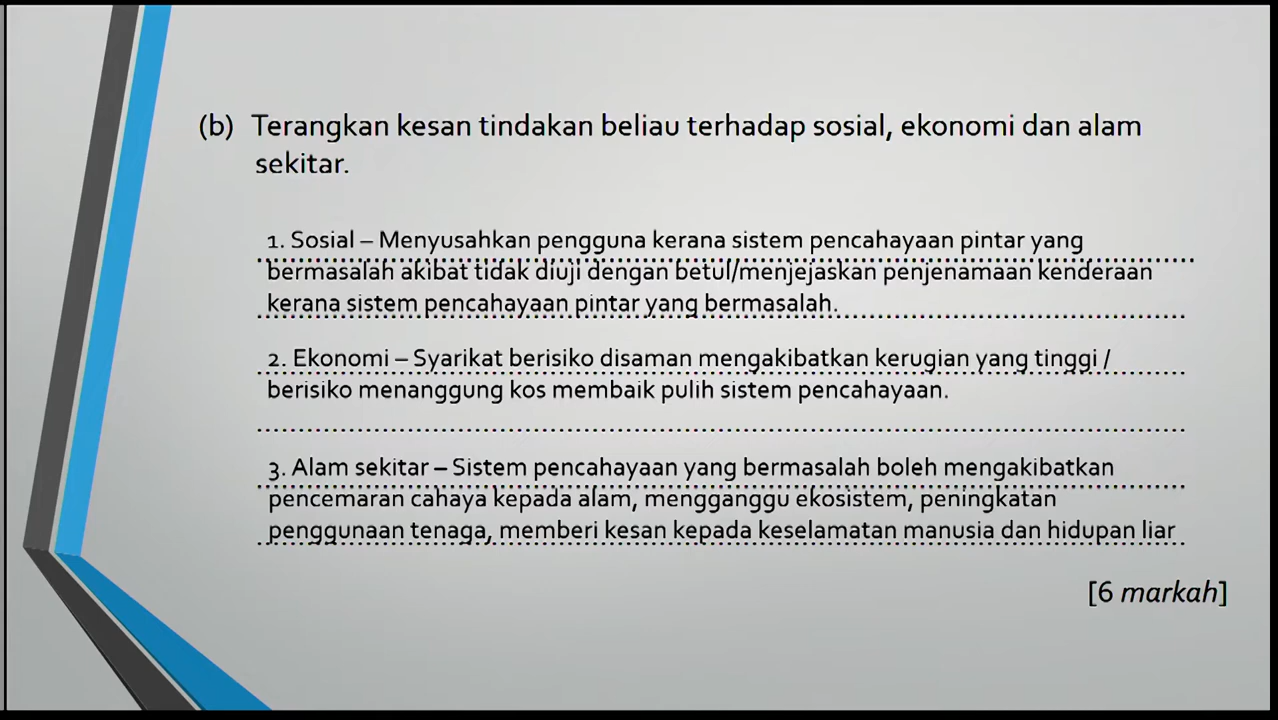 (b) Terangkan kesan tindakan beliau terhadap sosial, ekonomi dan alam
sekitar.
1. Sosial – Menyusahkan pengguna kerana sistem pencahayaan pintar yang
bermasalah akibat tidak diuji dengan betul/menjejaskan penjenamaan kenderaan
kerana sistem pencahayaan pintar yang bermasalah.
2. Ekonomi – Syarikat berisiko disaman mengakibatkan kerugian yang tinggi /
berisiko menanggung kos membaik pulih sistem pencahayaan.
3. Alam sekitar – Sistem pencahayaan yang bermasalah boleh mengakibatkan
pencemaran cahaya kepada alam, mengganggu ekosistem, peningkatan
penggunaan tenaga, memberi kesan kepada keselamatan manusia dan hidupan liar
[6 markah]